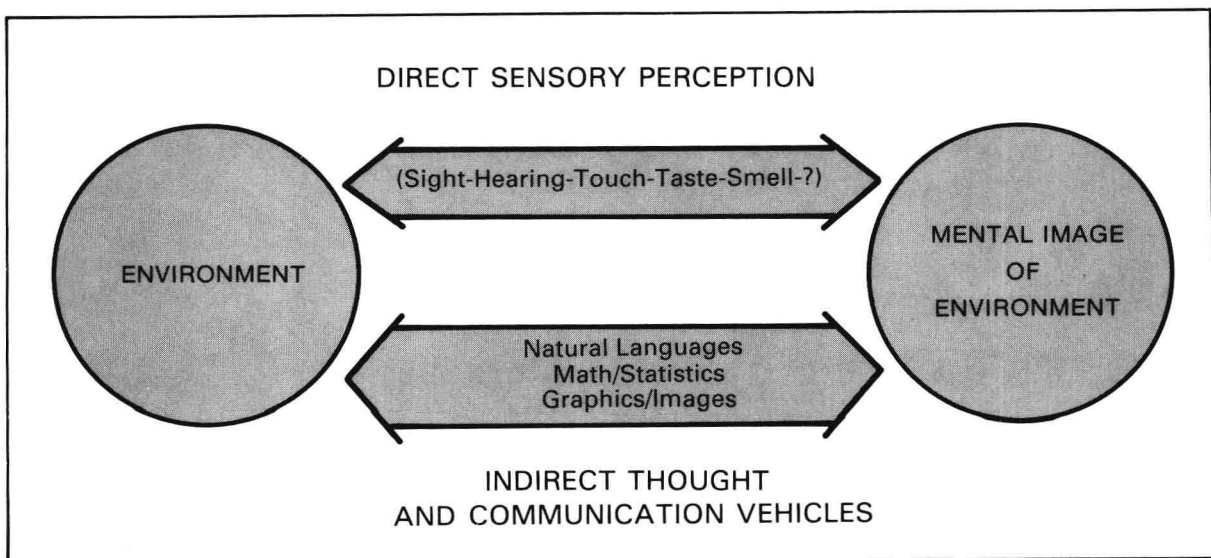 DIRECT SENSORY PERCEPTION
(Sight-Hearing-Touch-Taste-Smell-?)
ENVIRONMENT
MENTAL IMAGE
OF
ENVIRONMENT
Natural Languages
Math/Statistics
Graphics/Images
INDIRECT THOUGHT
AND COMMUNICATION VEHICLES